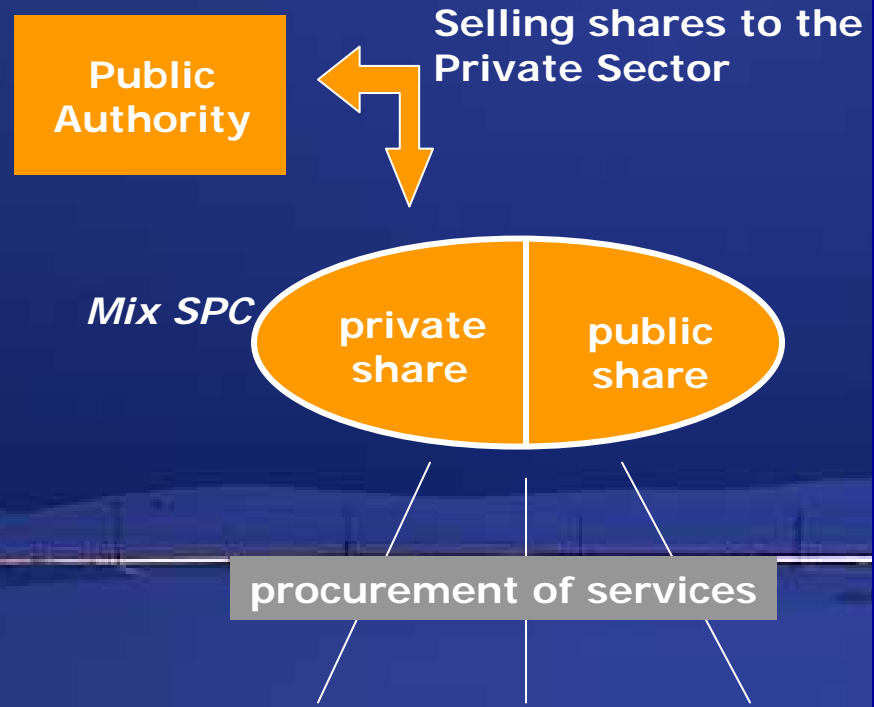 Selling shares to the
Private Sector
Public
Authority
Mix SPC
private
share
public
share
procurement of services